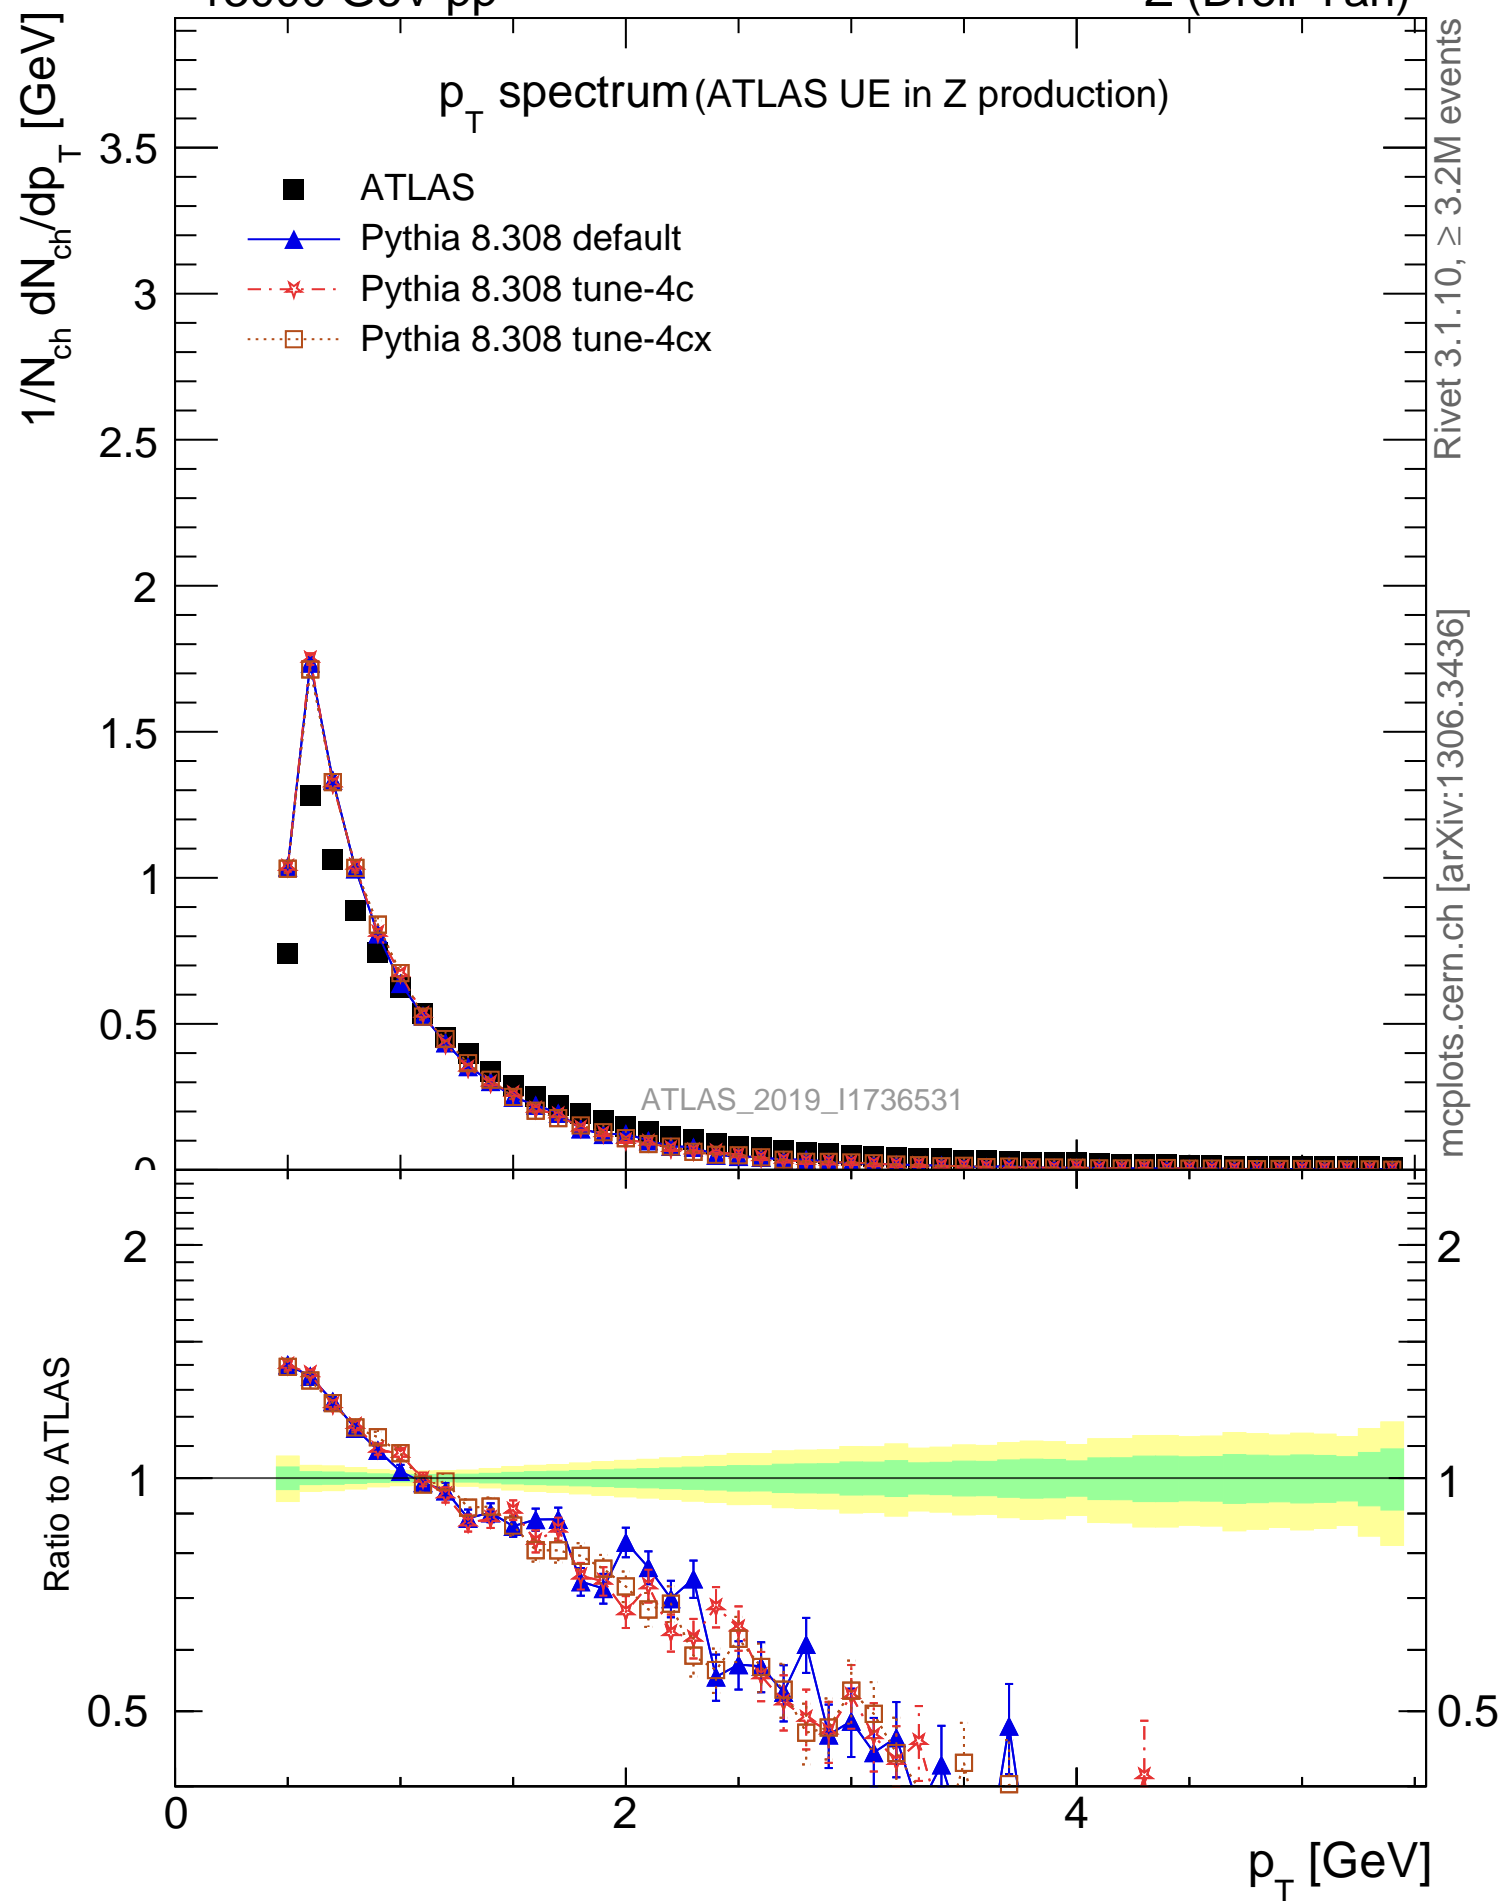 p_T spectrum (ATLAS UE in Z production)
ATLAS
Pythia 8.308 default
Pythia 8.308 tune-4c
Pythia 8.308 tune-4cx
1/N_ch dN_ch/dp_T [GeV]
3.5
3
2.5
2
1.5
1
0.5
0
ATLAS_2019_I1736531
Rivet 3.1.10, ≥ 3.2M events
mcplots.cern.ch [arXiv:1306.3436]
Ratio to ATLAS
2
1
0.5
2
1
0.5
0
2
4
p_T [GeV]